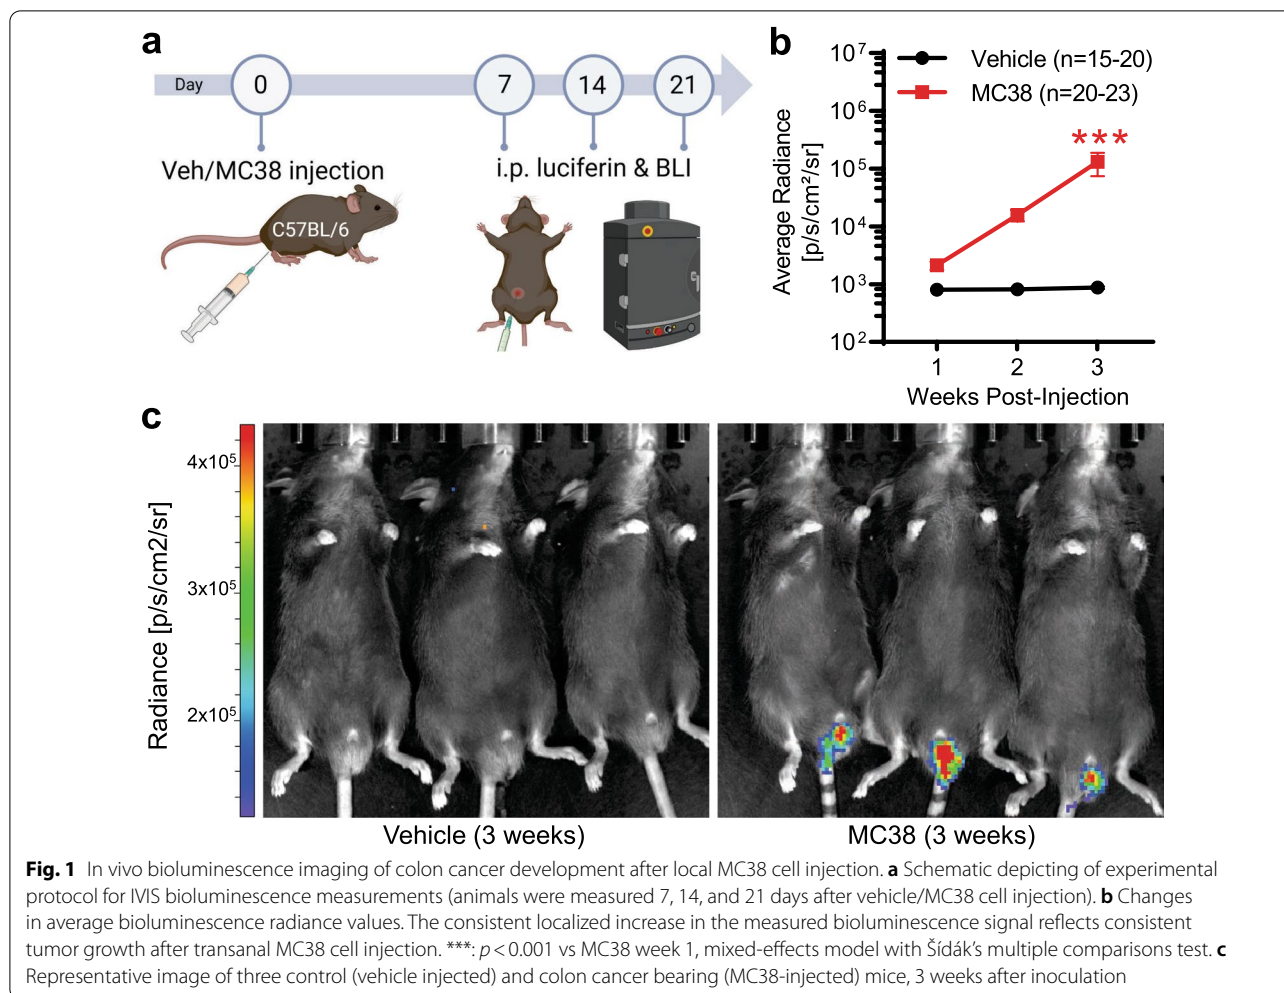 a
Day
0
7
14
21
Veh/MC38 injection
i.p. luciferin & BLI
C57BL/6
b
Vehicle (n=15-20)
MC38 (n=20-23)
***
Average Radiance
[p/s/cm²/sr]
10⁷
10⁶
10⁵
10⁴
10³
10²
1
2
3
Weeks Post-Injection
c
Radiance [p/s/cm2/sr]
4x10⁵
3x10⁵
2x10⁵
Vehicle (3 weeks)
MC38 (3 weeks)
Fig. 1 In vivo bioluminescence imaging of colon cancer development after local MC38 cell injection. a Schematic depicting of experimental
protocol for IVIS bioluminescence measurements (animals were measured 7, 14, and 21 days after vehicle/MC38 cell injection). b Changes
in average bioluminescence radiance values. The consistent localized increase in the measured bioluminescence signal reflects consistent
tumor growth after transanal MC38 cell injection. ***: p < 0.001 vs MC38 week 1, mixed-effects model with Šídák's multiple comparisons test. c
Representative image of three control (vehicle injected) and colon cancer bearing (MC38-injected) mice, 3 weeks after inoculation